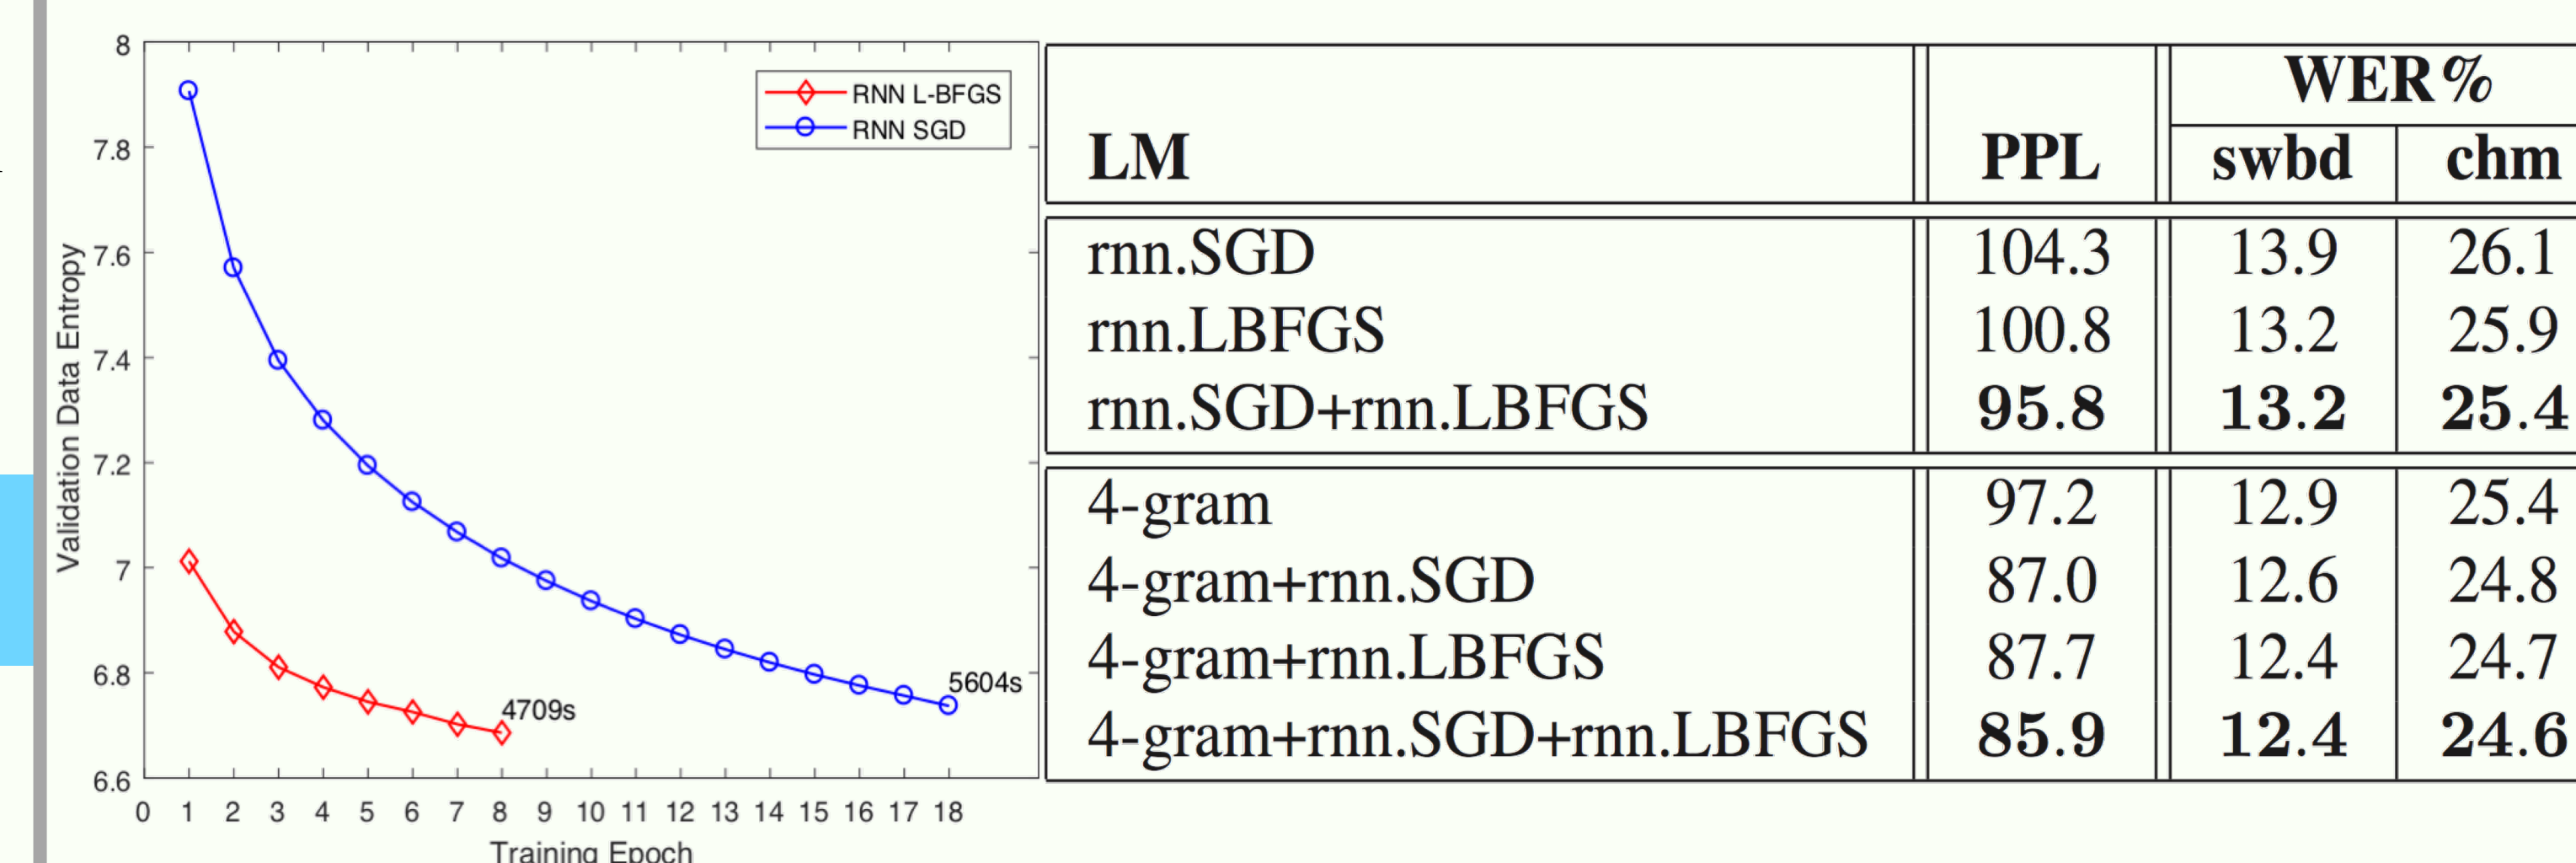 8
7.8
7.6
7.4
7.2
7
6.8
6.6
Validation Data Entropy
RNN L-BFGS
RNN SGD
5604s
4709s
0 1 2 3 4 5 6 7 8 9 10 11 12 13 14 15 16 17 18
Training Epoch
WER%
LM PPL swbd chm
rnn.SGD 104.3 13.9 26.1
rnn.LBFGS 100.8 13.2 25.9
rnn.SGD+rnn.LBFGS 95.8 13.2 25.4
4-gram 97.2 12.9 25.4
4-gram+rnn.SGD 87.0 12.6 24.8
4-gram+rnn.LBFGS 87.7 12.4 24.7
4-gram+rnn.SGD+rnn.LBFGS 85.9 12.4 24.6